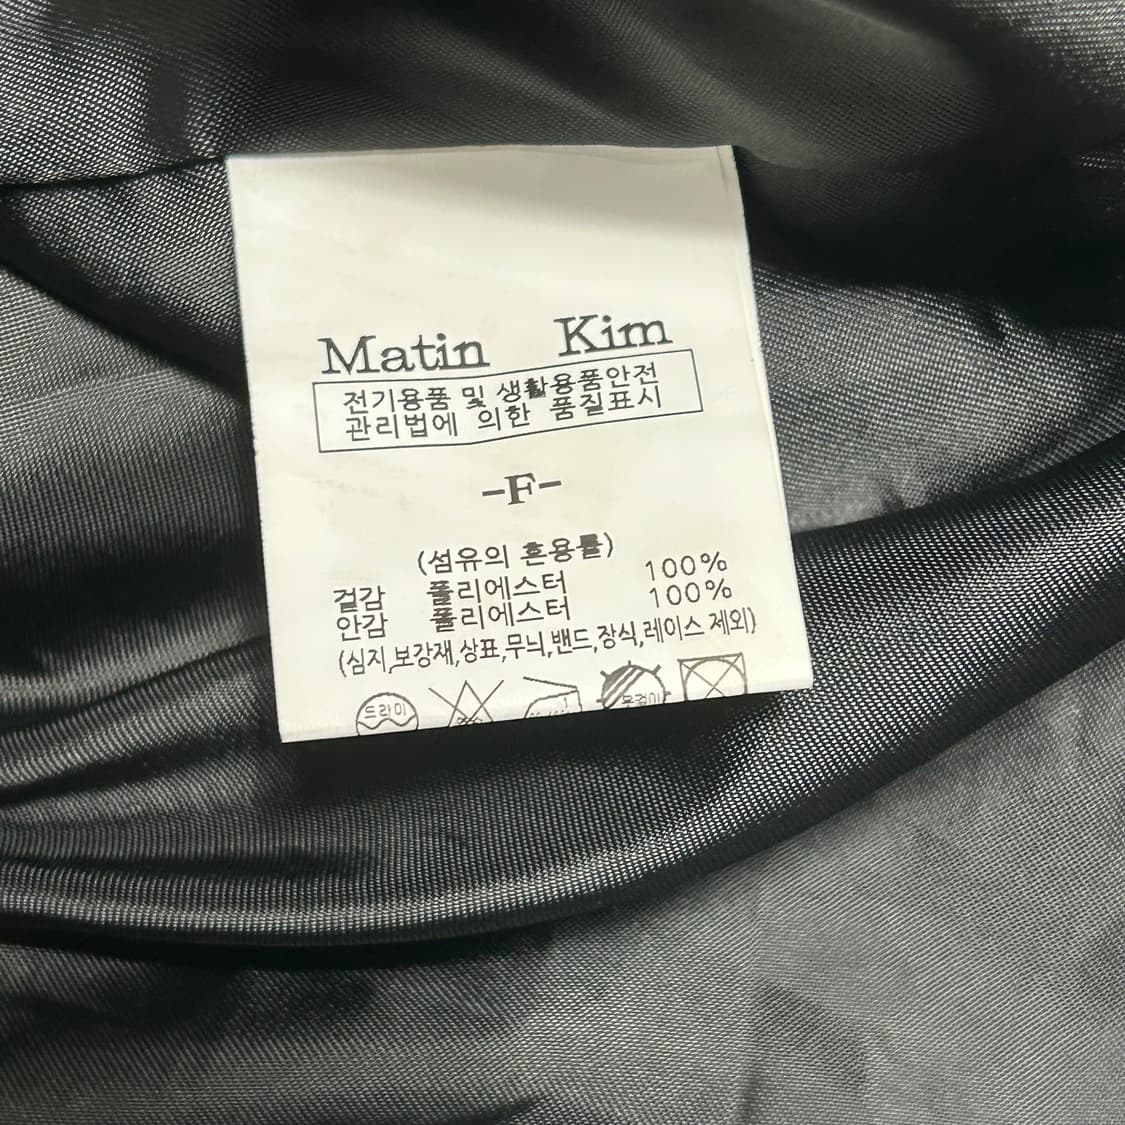 Matin Kim
전기용품 및 생활용품안전
관리법에 의한 품질표시
-F-
(섬유의 혼용률)
겉감 폴리에스터 100%
안감 폴리에스터 100%
(심지,보강재,상표,무늬,밴드,장식,레이스 제외)
드라이